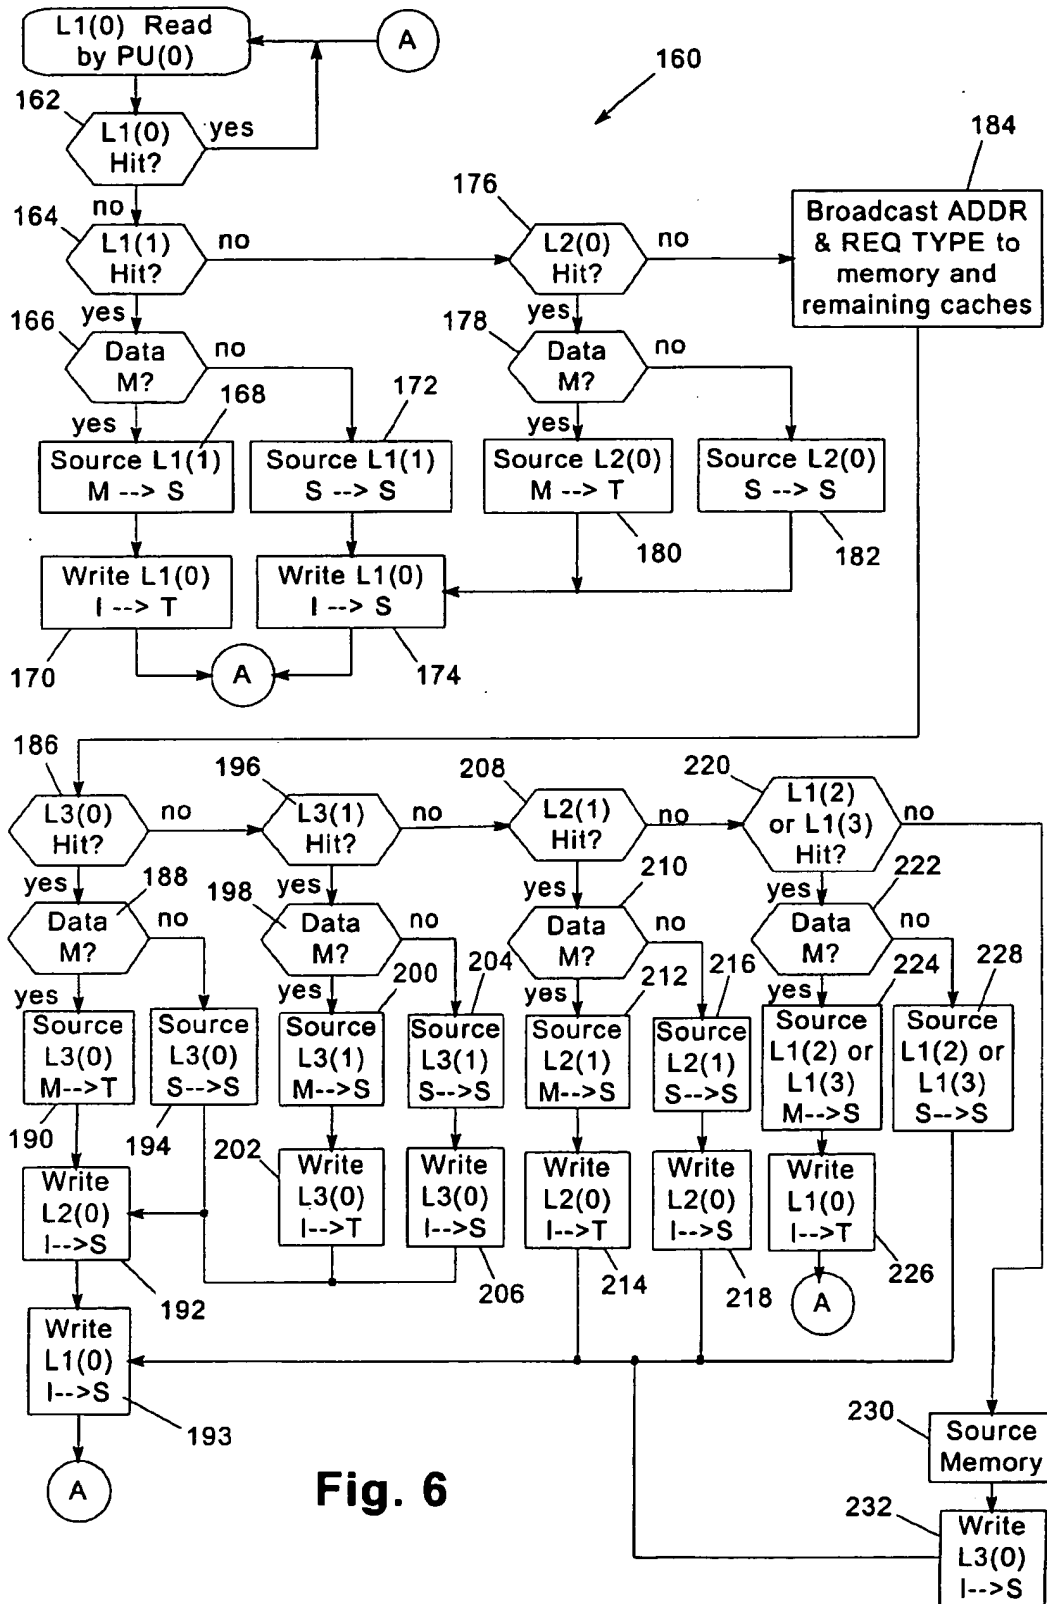 L1(0) Read
by PU(0)
A
160
162
L1(0)
Hit?
yes
no
184
164
L1(1)
Hit?
no
176
L2(0)
Hit?
no
Broadcast ADDR
& REQ TYPE to
memory and
remaining caches
yes
yes
166
Data
M?
no
178
Data
M?
no
yes
168
172
yes
Source L1(1)
M --> S
Source L1(1)
S --> S
Source L2(0)
M --> T
Source L2(0)
S --> S
180
182
Write L1(0)
I --> T
Write L1(0)
I --> S
170
A
174
186
196
208
220
L3(0)
Hit?
no
L3(1)
Hit?
no
L2(1)
Hit?
no
L1(2)
or L1(3)
Hit?
no
yes
188
yes
198
yes
210
yes
222
Data
M?
no
Data
M?
no
Data
M?
no
Data
M?
no
yes
yes
200
204
yes
212
216
yes
224
228
Source
L3(0)
M-->T
Source
L3(0)
S-->S
Source
L3(1)
M-->S
Source
L3(1)
S-->S
Source
L2(1)
M-->S
Source
L2(1)
S-->S
Source
L1(2) or
L1(3)
M-->S
Source
L1(2) or
L1(3)
S-->S
190
194
202
Write
L2(0)
I-->S
Write
L3(0)
I-->T
Write
L3(0)
I-->S
Write
L2(0)
I-->T
Write
L2(0)
I-->S
Write
L1(0)
I-->T
192
206
214
218
226
A
Write
L1(0)
I-->S
193
A
230
Source
Memory
232
Write
L3(0)
I-->S
Fig. 6